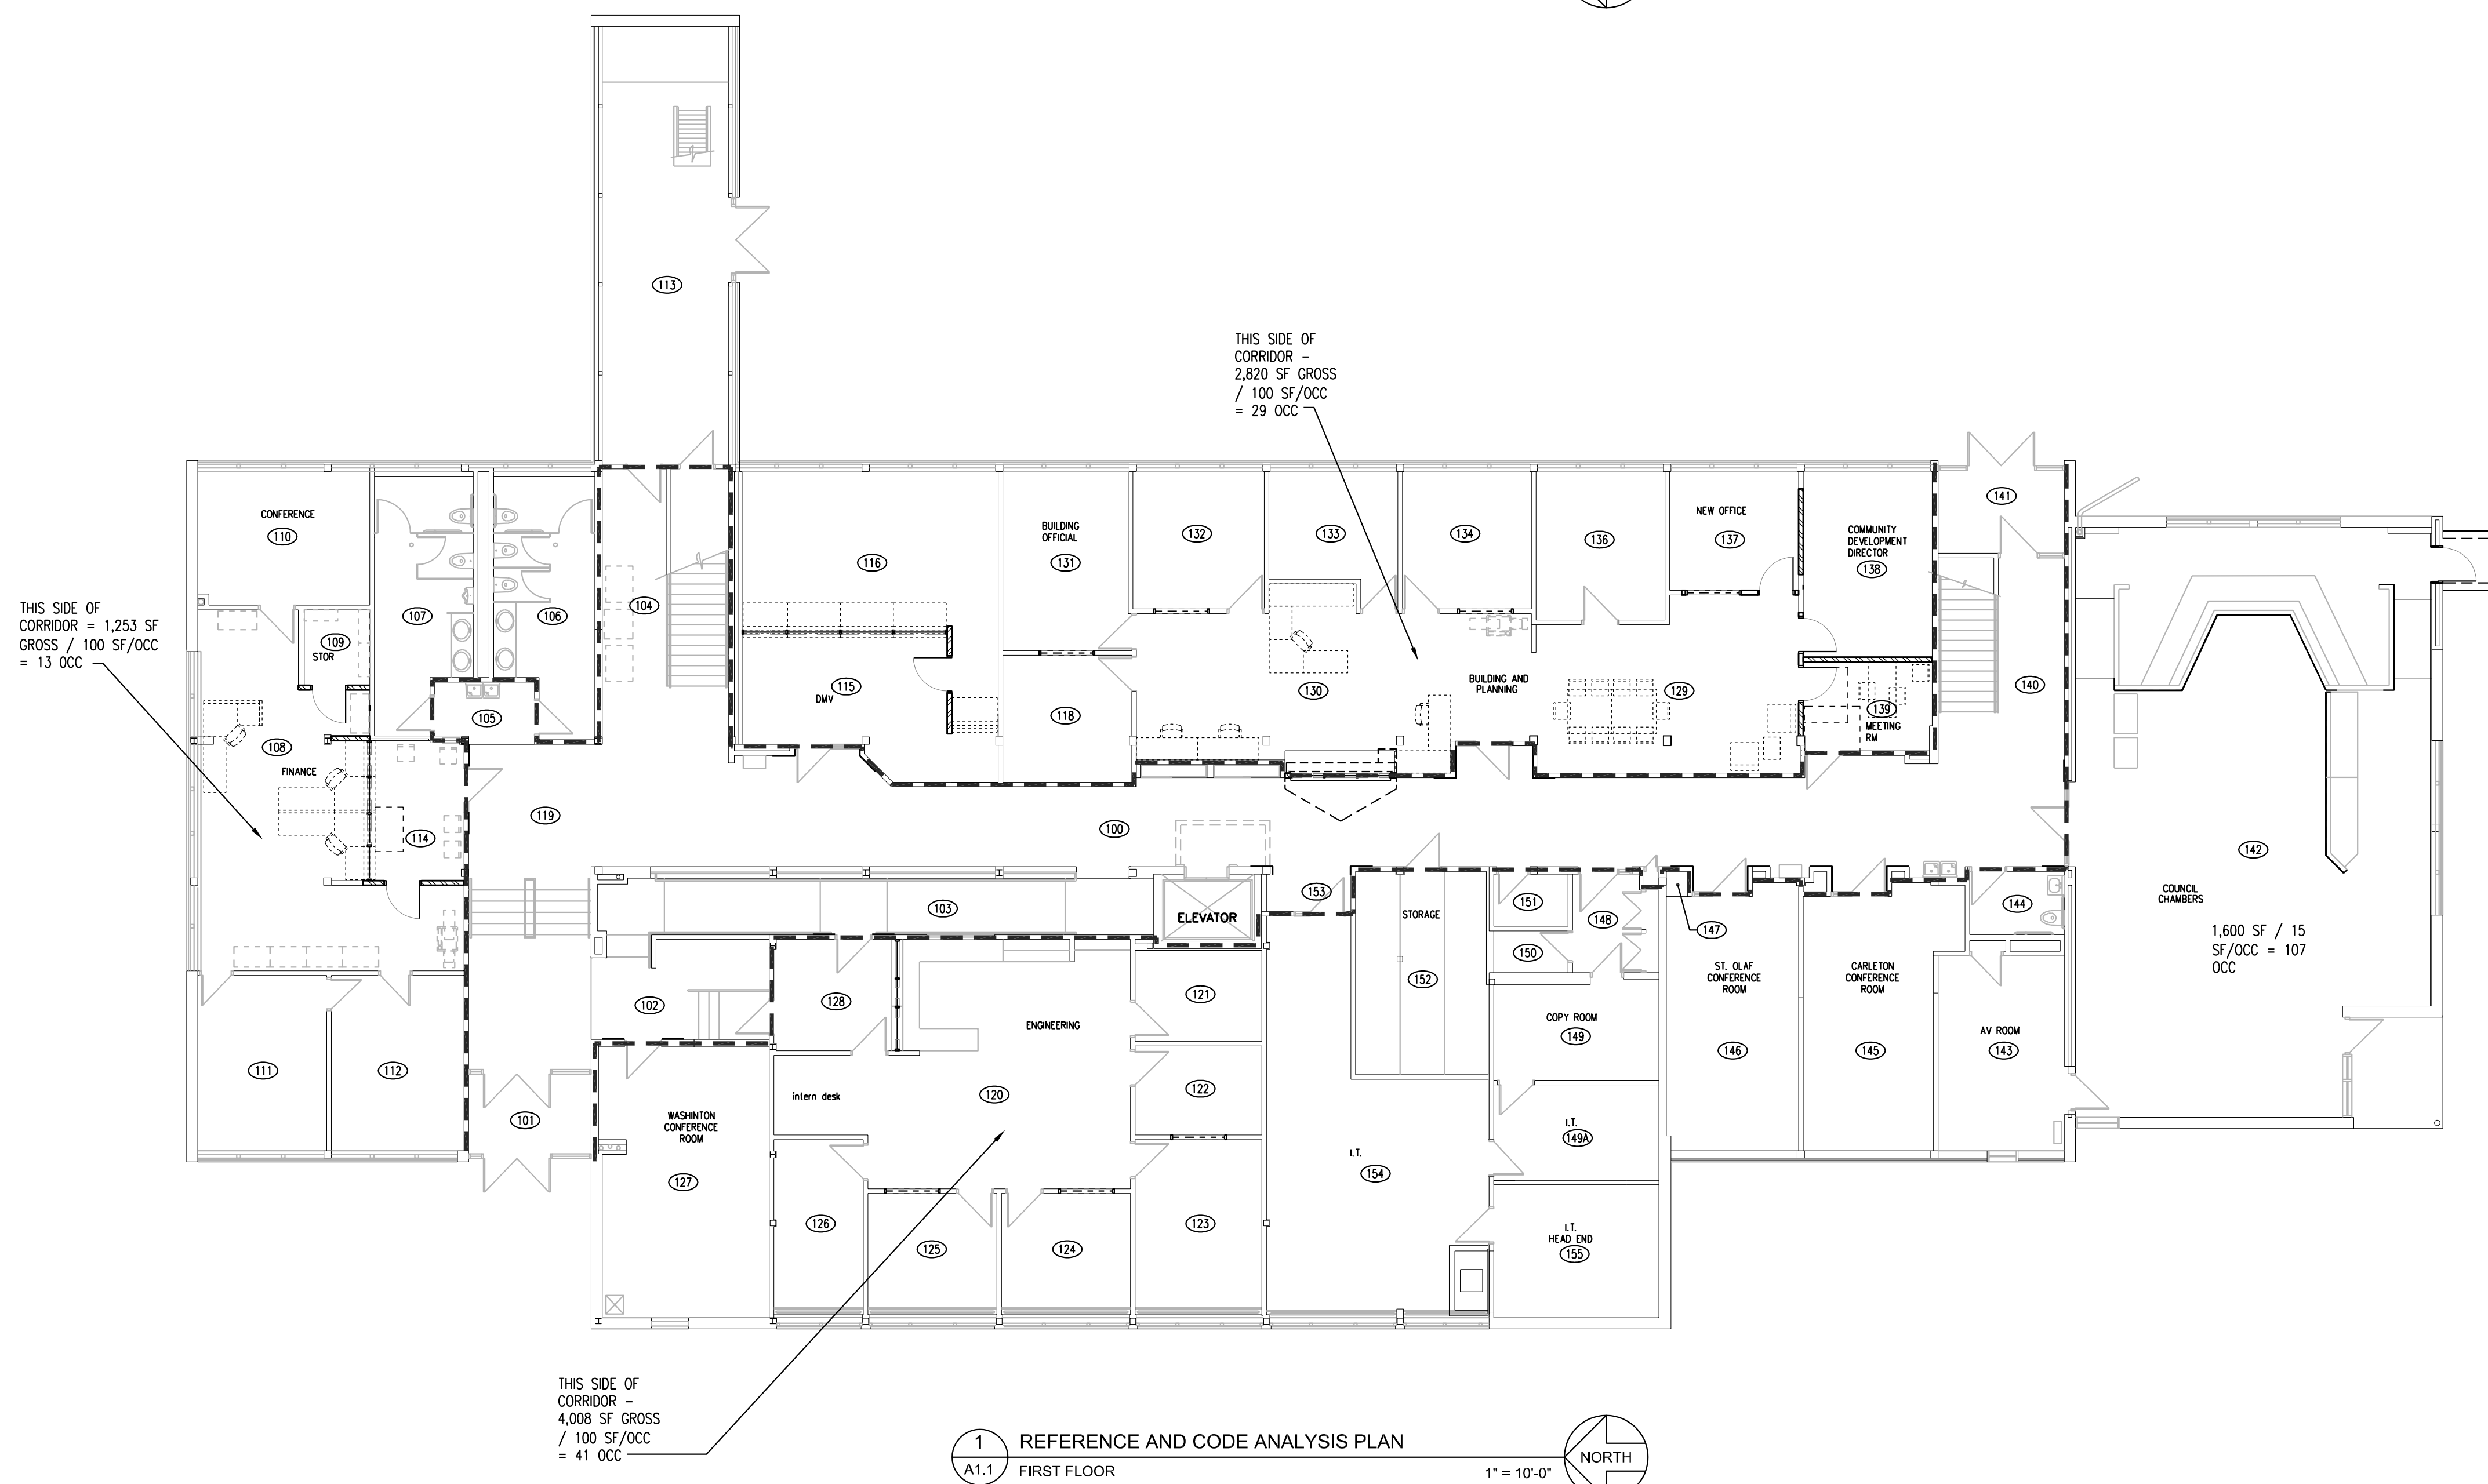 THIS SIDE OF
CORRIDOR -
2,820 SF GROSS
/ 100 SF/OCC
= 29 OCC
THIS SIDE OF
CORRIDOR = 1,253 SF
GROSS / 100 SF/OCC
= 13 OCC
113
CONFERENCE
110
109
STOR
107
106
105
104
108
FINANCE
114
111
112
119
101
116
115
DMV
BUILDING
OFFICIAL
131
118
132
133
134
136
NEW OFFICE
137
COMMUNITY
DEVELOPMENT
DIRECTOR
138
130
BUILDING AND
PLANNING
129
139
MEETING
RM
141
140
100
103
ELEVATOR
153
STORAGE
152
151
150
148
147
102
128
ENGINEERING
121
122
123
intern desk
120
WASHINTON
CONFERENCE
ROOM
127
126
125
124
I.T.
154
COPY ROOM
149
I.T.
149A
I.T.
HEAD END
155
ST. OLAF
CONFERENCE
ROOM
146
CARLETON
CONFERENCE
ROOM
145
144
AV ROOM
143
142
COUNCIL
CHAMBERS
1,600 SF / 15
SF/OCC = 107
OCC
THIS SIDE OF
CORRIDOR -
4,008 SF GROSS
/ 100 SF/OCC
= 41 OCC
1
A1.1
REFERENCE AND CODE ANALYSIS PLAN
FIRST FLOOR
1" = 10'-0"
NORTH